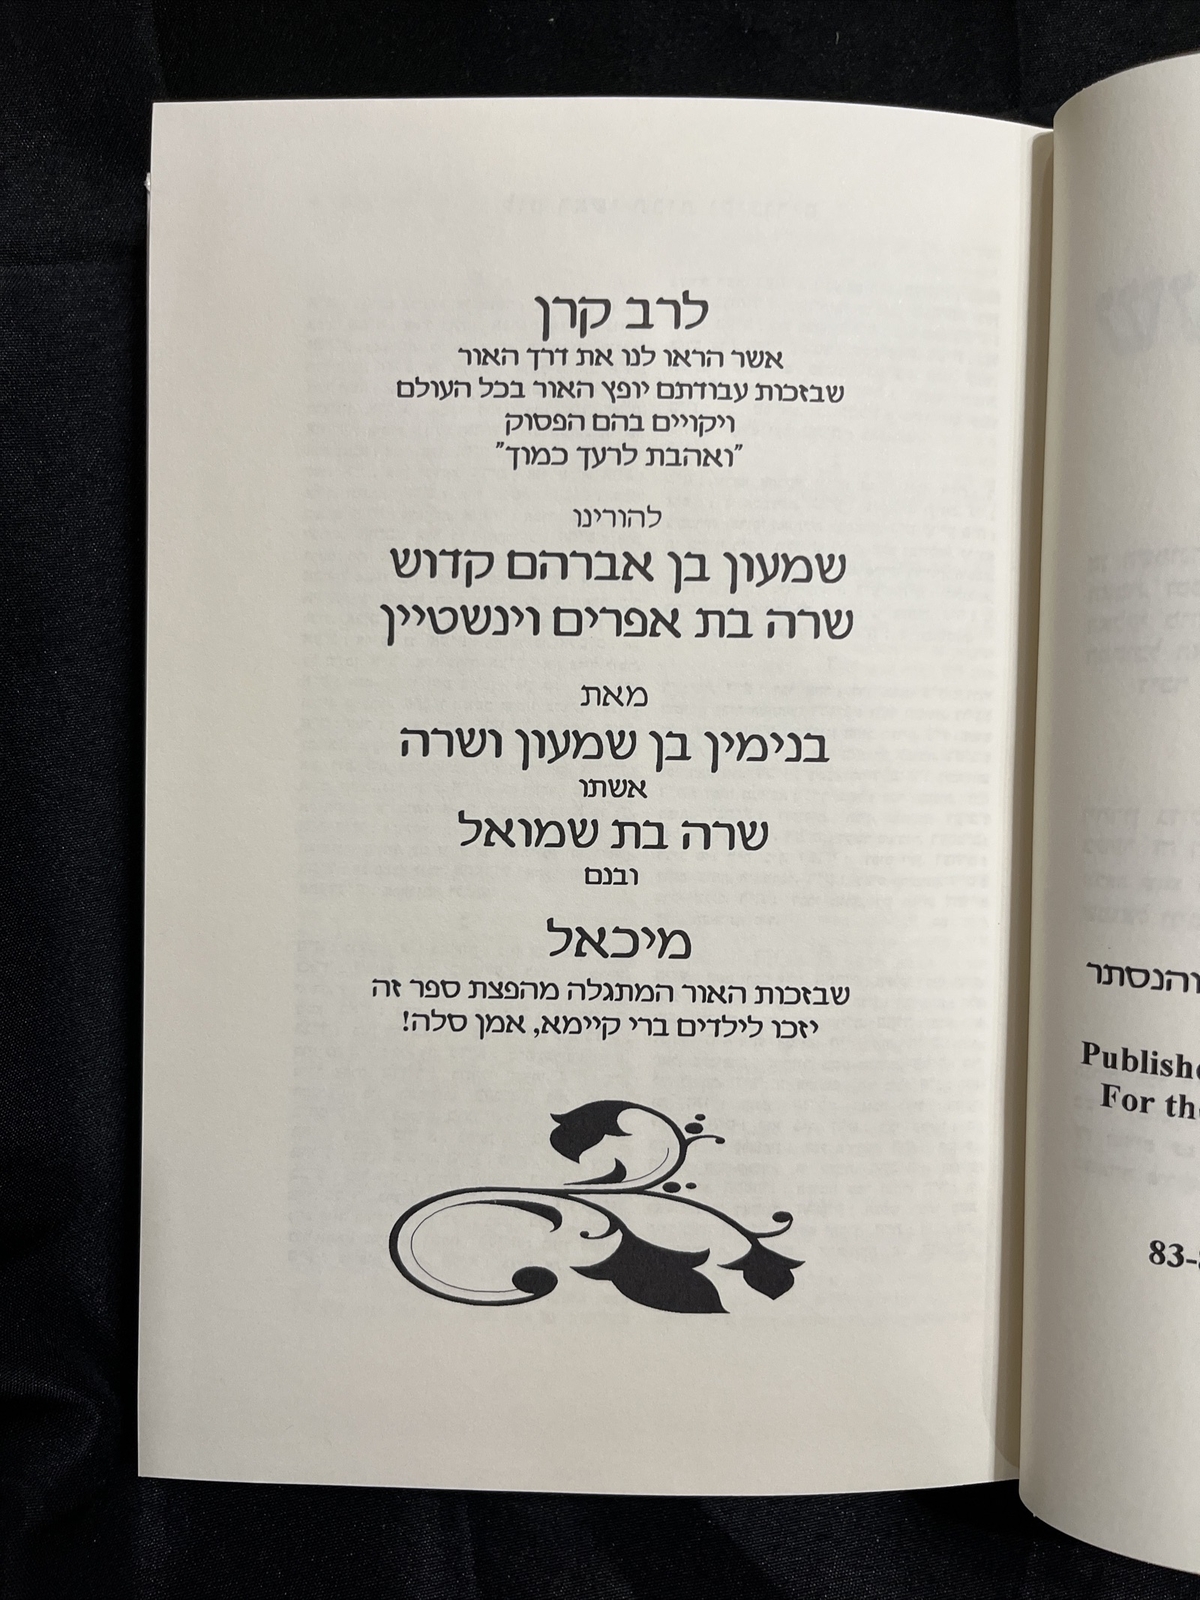 לרב קרן
אשר הראו לנו את דרך האור
שבזכות עבודתם יופץ האור בכל העולם
ויקויים בהם הפסוק
"ואהבת לרעך כמוך"
להורינו
שמעון בן אברהם קדוש
שרה בת אפרים וינשטיין
מאת
בנימין בן שמעון ושרה
אשתו
שרה בת שמואל
ובנם
מיכאל
שבזכות האור המתגלה מהפצת ספר זה
יזכו לילדים ברי קיימא, אמן סלה!
והנסתר
Publishe
For th
83-